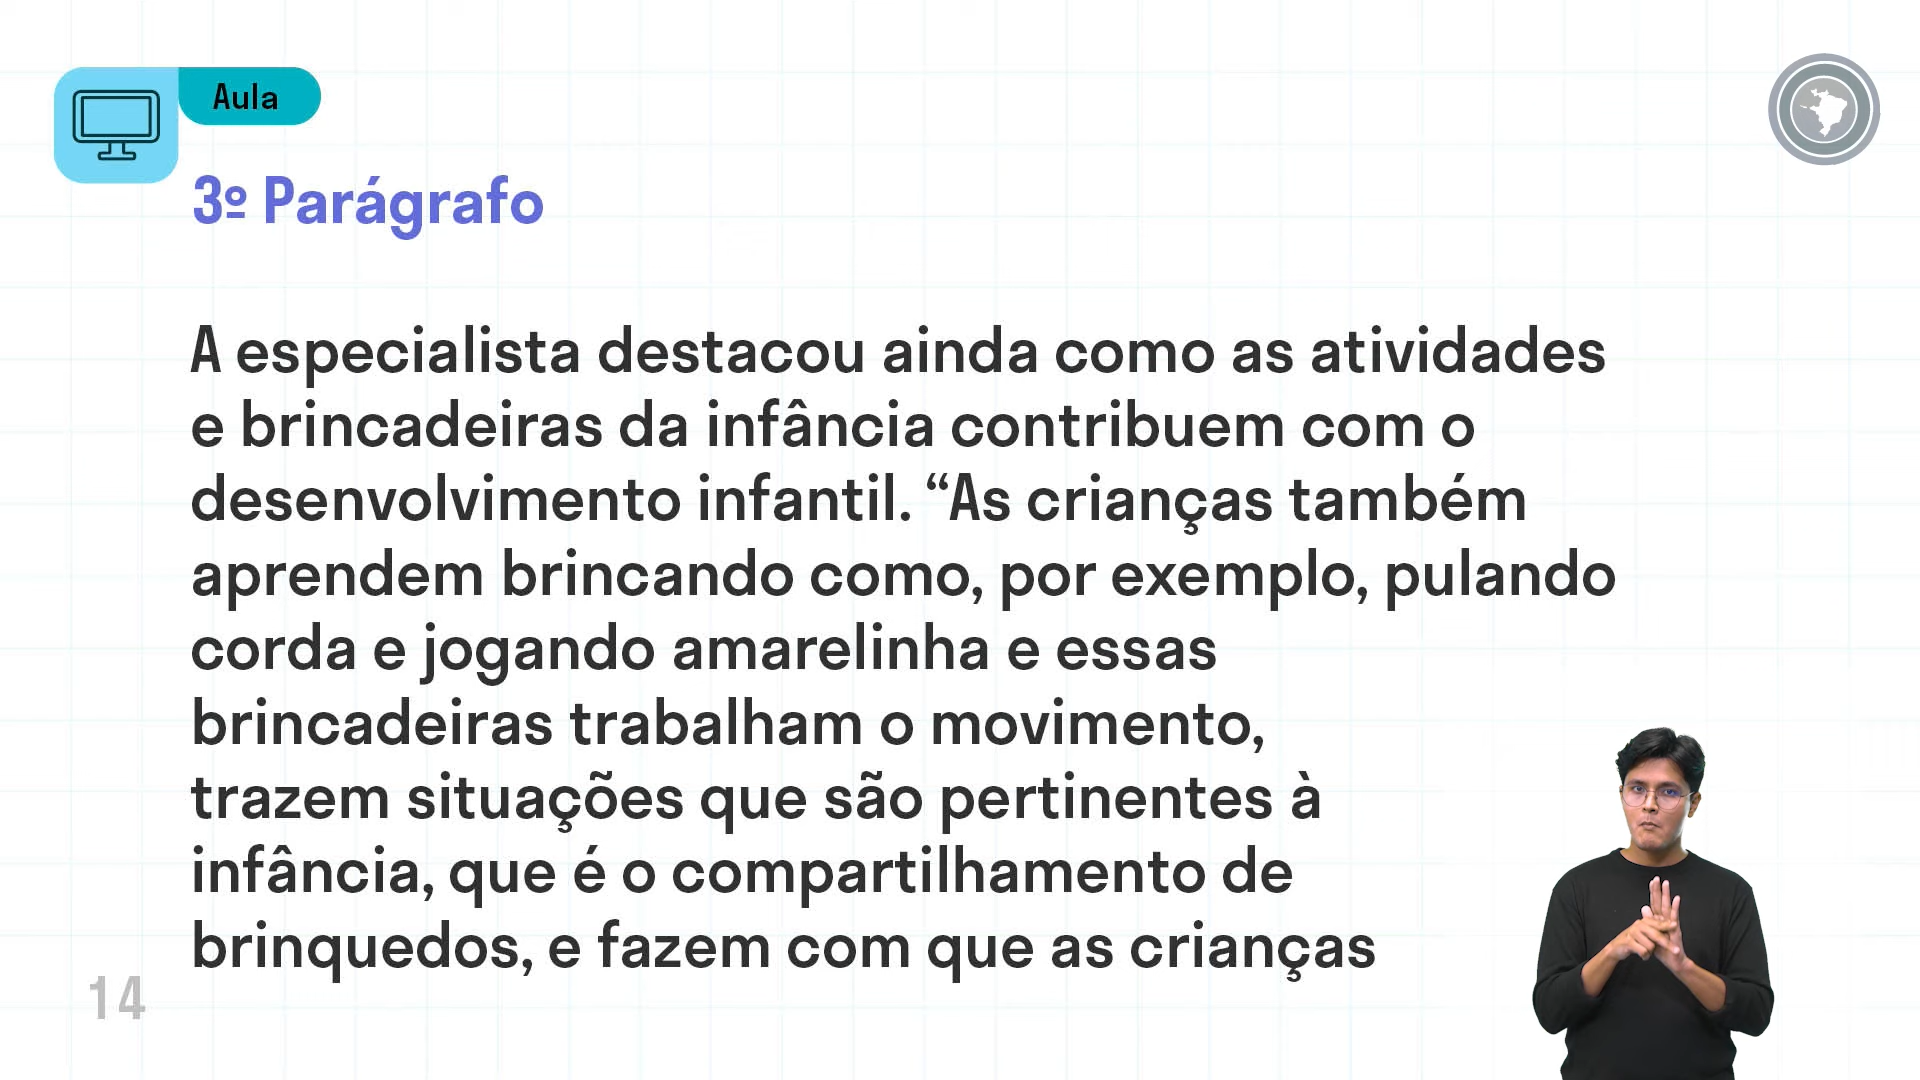 Aula
3º Parágrafo
A especialista destacou ainda como as atividades
e brincadeiras da infância contribuem com o
desenvolvimento infantil. “As crianças também
aprendem brincando como, por exemplo, pulando
corda e jogando amarelinha e essas
brincadeiras trabalham o movimento,
trazem situações que são pertinentes à
infância, que é o compartilhamento de
brinquedos, e fazem com que as crianças
14